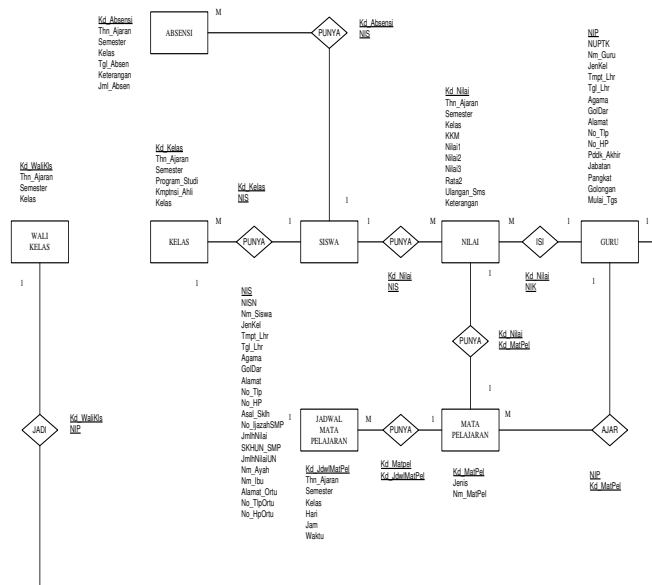 Kd_Absensi
Thn_Ajaran
Semester
Kelas
Tgl_Absen
Keterangan
Jml_Absen
ABSENSI
M
PUNYA
Kd_Absensi
NIS
NIP
NUPTK
Nm_Guru
JenKel
Tmpt_Lhr
Tgl_Lhr
Agama
GolDar
Alamat
No_Tlp
No_HP
Pddk_Akhir
Jabatan
Pangkat
Golongan
Mulai_Tgs
Kd_Nilai
Thn_Ajaran
Semester
Kelas
KKM
Nilai1
Nilai2
Nilai3
Rata2
Ulangan_Sms
Keterangan
Kd_WaliKls
Thn_Ajaran
Semester
Kelas
Kd_Kelas
Thn_Ajaran
Semester
Program_Studi
Kmptnsi_Ahli
Kelas
Kd_Kelas
NIS
1
1
WALI
KELAS
KELAS
M
PUNYA
1
SISWA
1
PUNYA
M
NILAI
M
ISI
1
GURU
1
Kd_Nilai
NIS
Kd_Nilai
NIK
1
1
1
1
NIS
NISN
Nm_Siswa
JenKel
Tmpt_Lhr
Tgl_Lhr
Agama
GolDar
Alamat
No_Tlp
No_HP
Asal_Sklh
No_IjazahSMP
JmlhNilai
SKHUN_SMP
JmlhNilaiUN
Nm_Ayah
Nm_Ibu
Alamat_Ortu
No_TlpOrtu
No_HpOrtu
PUNYA
Kd_Nilai
Kd_MatPel
1
1
JADI
Kd_WaliKls
NIP
JADWAL
MATA
PELAJARAN
M
PUNYA
1
MATA
PELAJARAN
M
AJAR
Kd_JdwlMatPel
Thn_Ajaran
Semester
Kelas
Hari
Jam
Waktu
Kd_Matpel
Kd_JdwlMatPel
Kd_MatPel
Jenis
Nm_MatPel
NIP
Kd_MatPel